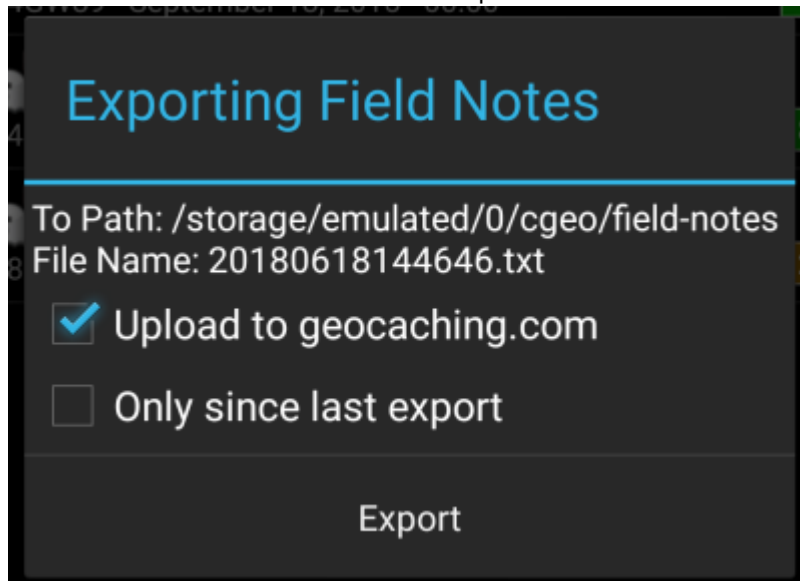 Exporting Field Notes
To Path: /storage/emulated/0/cgeo/field-notes
File Name: 20180618144646.txt
Upload to geocaching.com
Only since last export
Export